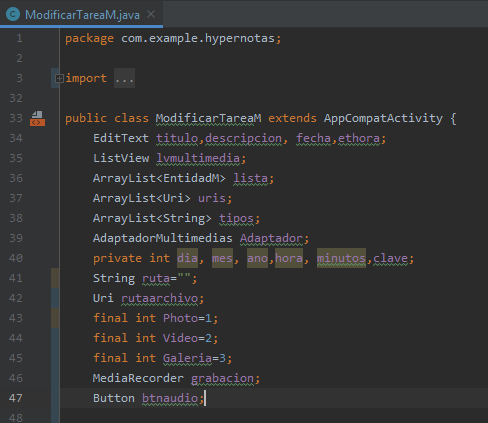 ModificarTareaM.java
1 package com.example.hypernotas;
2
3 import ...
32
33 public class ModificarTareaM extends AppCompatActivity {
34 EditText titulo,descripcion, fecha,ethora;
35 ListView lvmultimedia;
36 ArrayList<EntidadM> lista;
37 ArrayList<Uri> uris;
38 ArrayList<String> tipos;
39 AdaptadorMultimedias Adaptador;
40 private int dia, mes, ano,hora, minutos,clave;
41 String ruta="";
42 Uri rutaarchivo;
43 final int Photo=1;
44 final int Video=2;
45 final int Galeria=3;
46 MediaRecorder grabacion;
47 Button btnaudio;
48